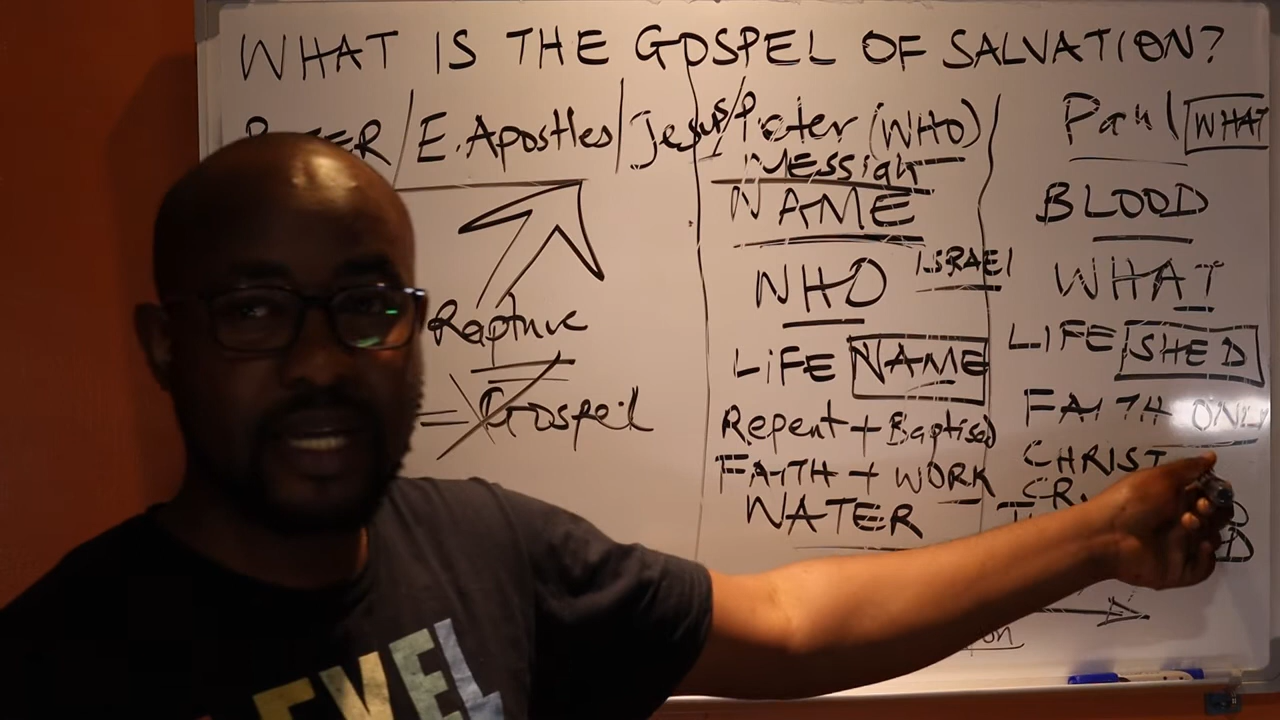 WHAT IS THE GOSPEL OF SALVATION?
PETER / E. Apostles / Jesus / Peter (WHO)
Messiah
NAME
WHO ISRAEL
LIFE NAME
Repent + Baptised
FAITH + WORK
WATER
Rapture
= Gospel
Paul WHAT
BLOOD
WHAT
LIFE SHED
FAITH ONLY
CHRIST